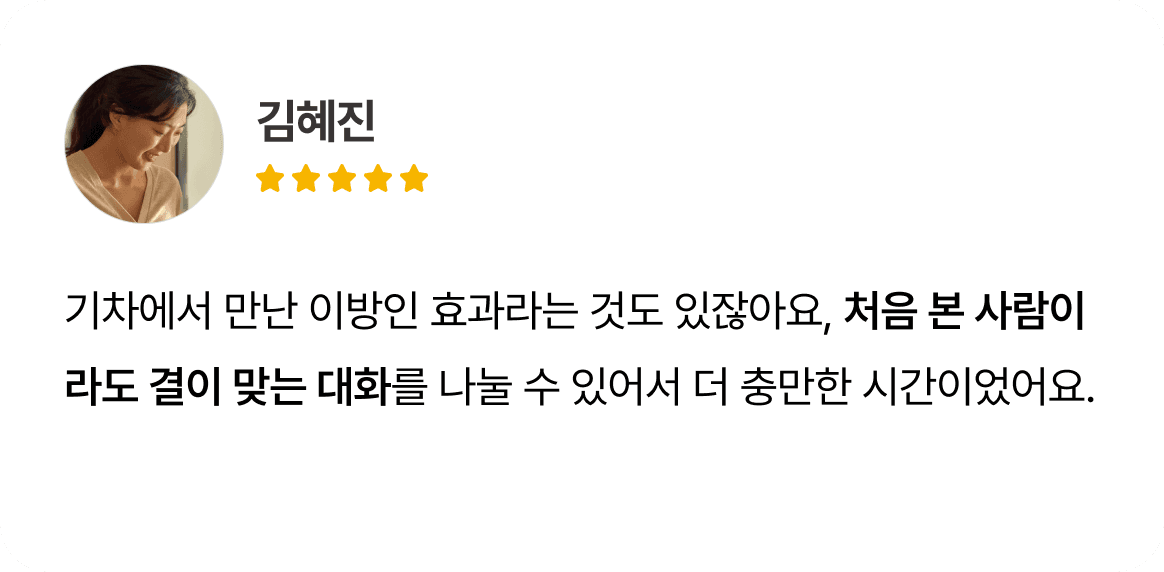 김혜진
기차에서 만난 이방인 효과라는 것도 있잖아요, 처음 본 사람이
라도 결이 맞는 대화를 나눌 수 있어서 더 충만한 시간이었어요.